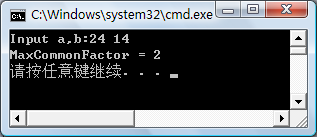 C:\Windows\system32\cmd.exe
Input a,b:24 14
MaxCommonFactor = 2
请按任意键继续. . .